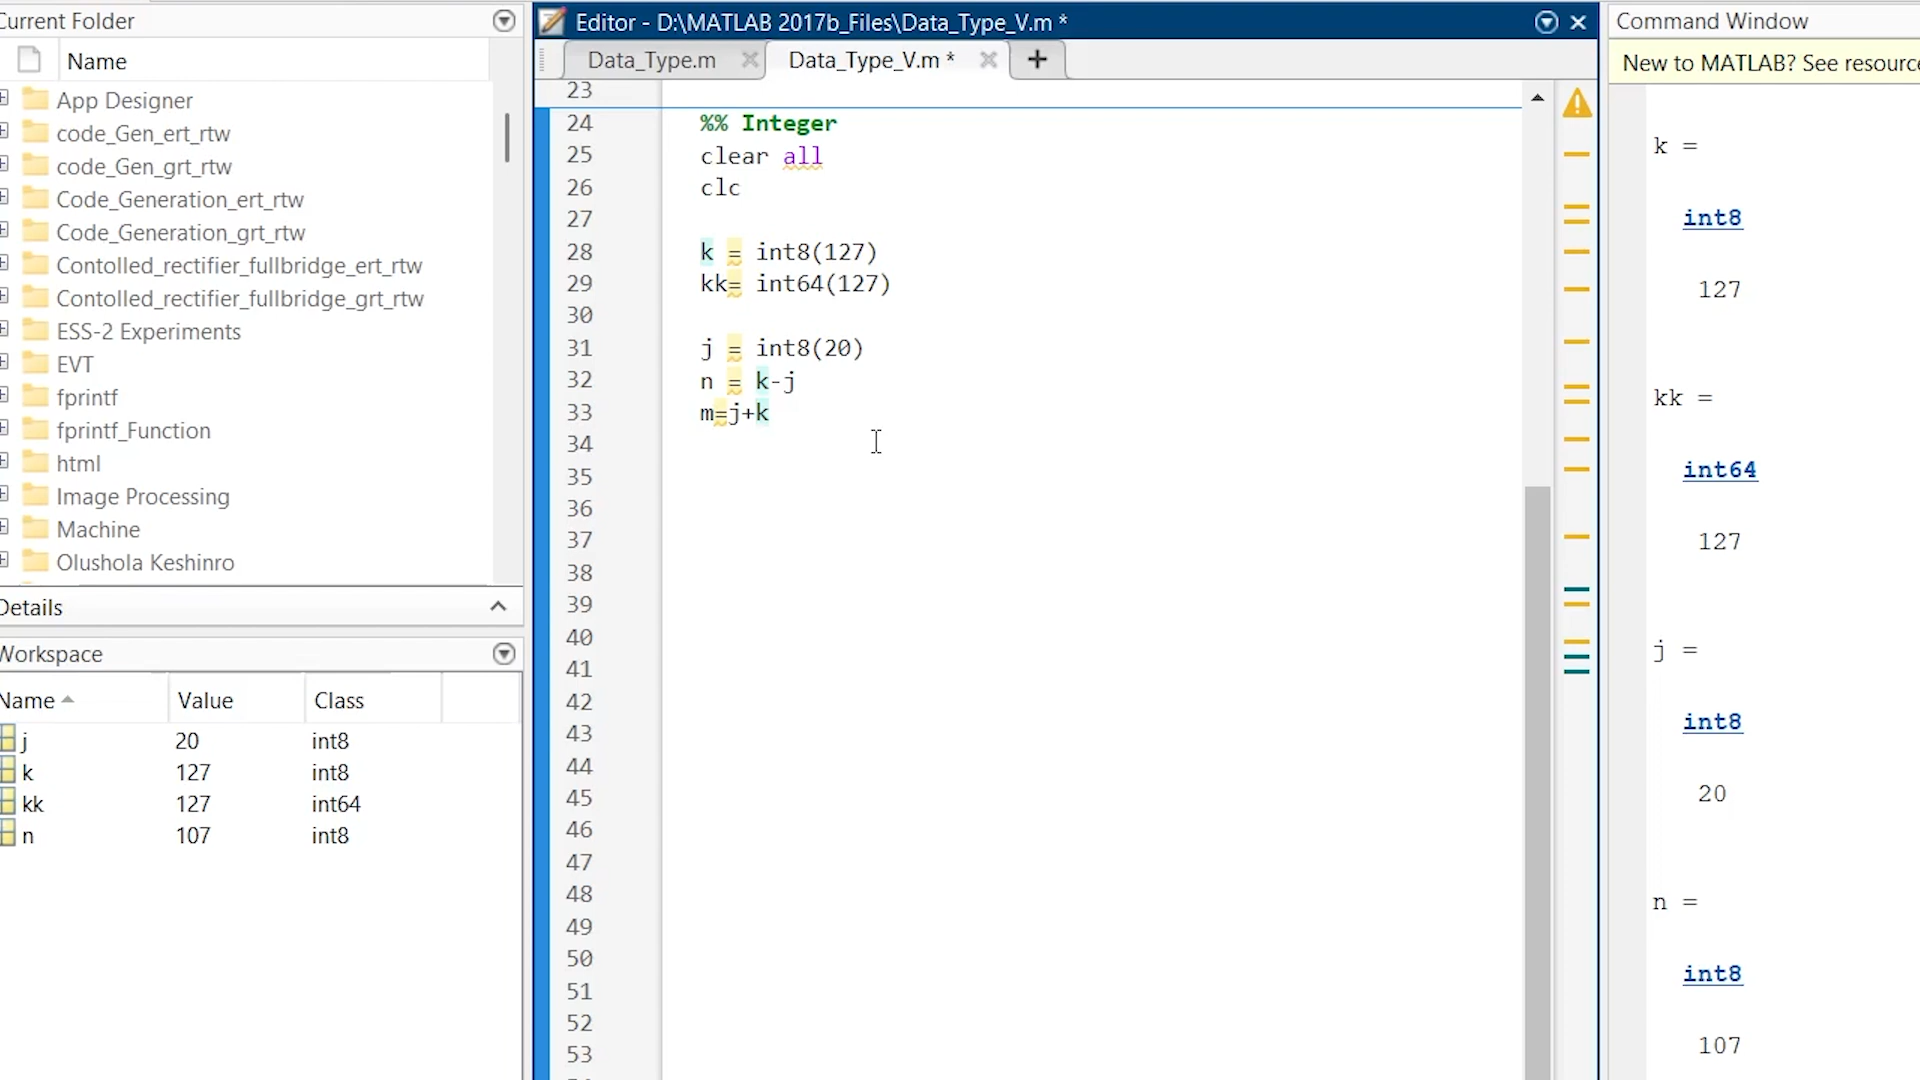 Current Folder
Name
App Designer
code_Gen_ert_rtw
code_Gen_grt_rtw
Code_Generation_ert_rtw
Code_Generation_grt_rtw
Contolled_rectifier_fullbridge_ert_rtw
Contolled_rectifier_fullbridge_grt_rtw
ESS-2 Experiments
EVT
fprintf
fprintf_Function
html
Image Processing
Machine
Olushola Keshinro
Details
Workspace
Name Value Class
j 20 int8
k 127 int8
kk 127 int64
n 107 int8
Editor - D:\MATLAB 2017b_Files\Data_Type_V.m *
Data_Type.m Data_Type_V.m *
23
24 %% Integer
25 clear all
26 clc
27
28 k = int8(127)
29 kk= int64(127)
30
31 j = int8(20)
32 n = k-j
33 m=j+k
34
35
36
37
38
39
40
41
42
43
44
45
46
47
48
49
50
51
52
53
Command Window
New to MATLAB? See resource
k =
int8
127
kk =
int64
127
j =
int8
20
n =
int8
107